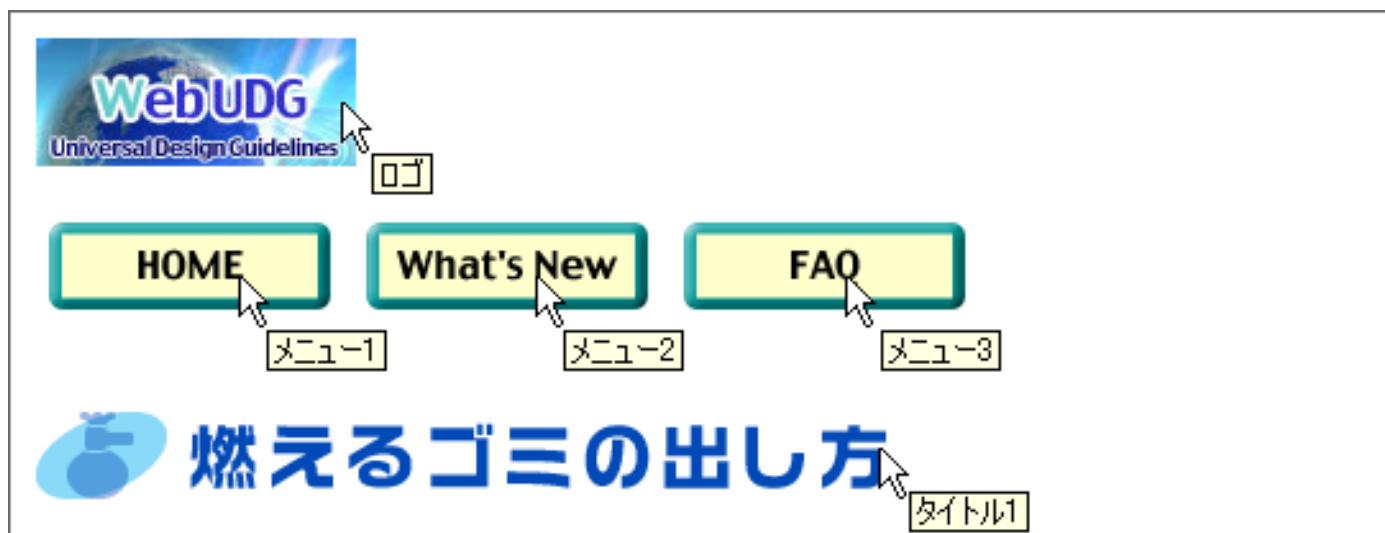 WebUDG
Universal Design Guidelines
ロゴ
HOME What's New FAQ
メニュー1 メニュー2 メニュー3
燃えるゴミの出し方
タイトル1